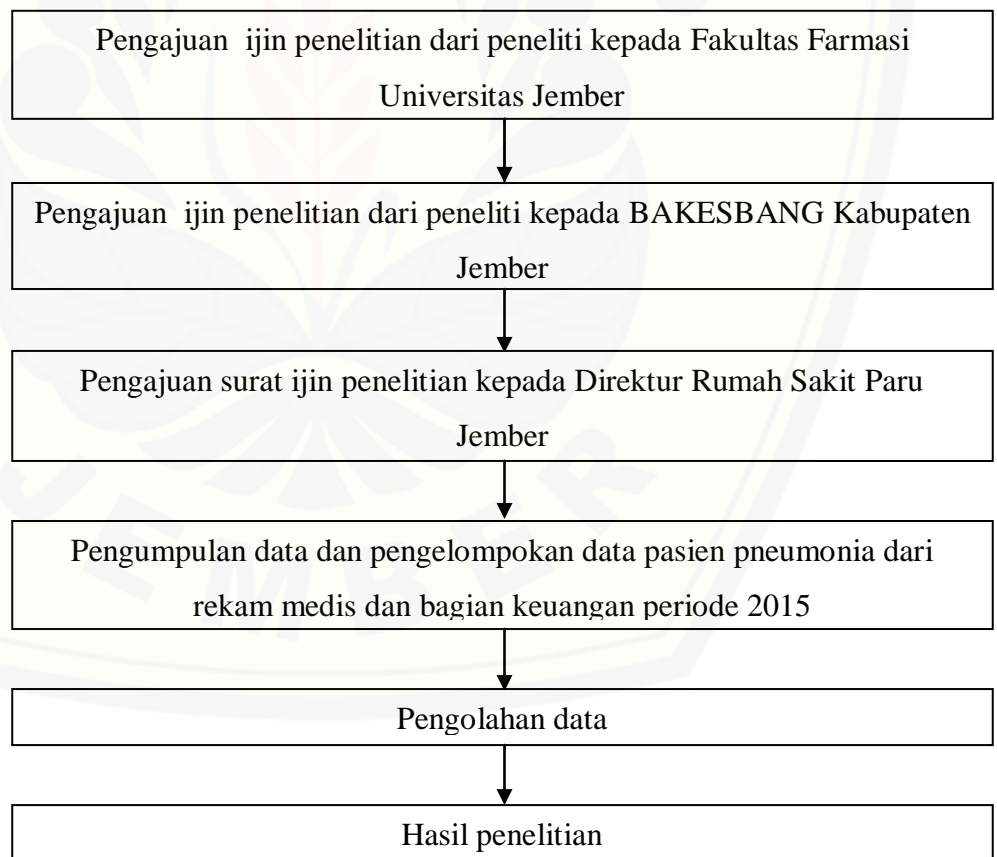 Pengajuan ijin penelitian dari peneliti kepada Fakultas Farmasi
Universitas Jember
Pengajuan ijin penelitian dari peneliti kepada BAKESBANG Kabupaten
Jember
Pengajuan surat ijin penelitian kepada Direktur Rumah Sakit Paru
Jember
Pengumpulan data dan pengelompokan data pasien pneumonia dari
rekam medis dan bagian keuangan periode 2015
Pengolahan data
Hasil penelitian
JEMBER